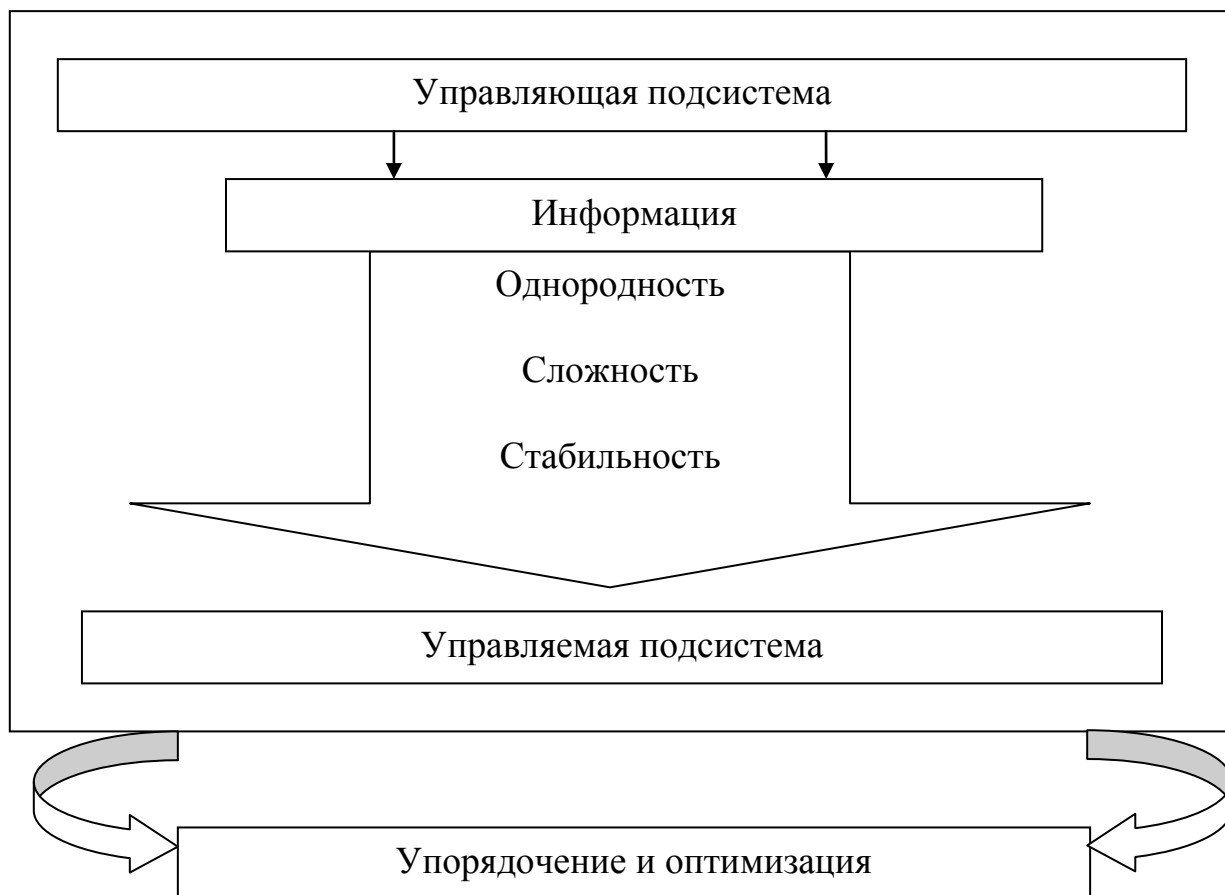 Управляющая подсистема
Информация
Однородность
Сложность
Стабильность
Управляемая подсистема
Упорядочение и оптимизация